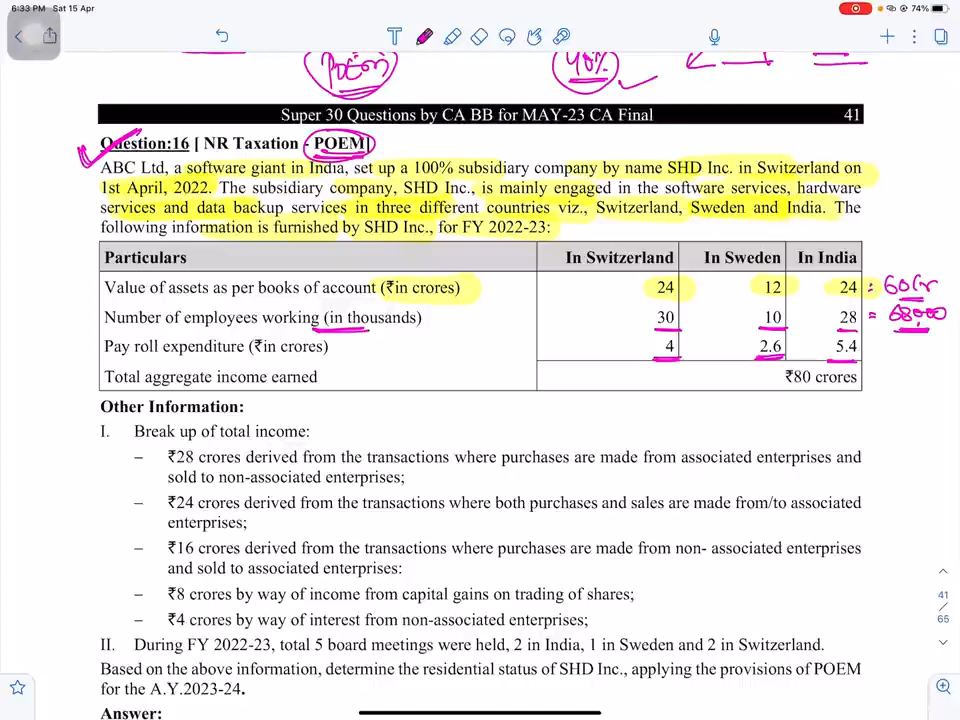 6:33 PM Sat 15 Apr 74%
POEM 40%
Super 30 Questions by CA BB for MAY-23 CA Final 41
Question:16 [ NR Taxation - POEM]
ABC Ltd, a software giant in India, set up a 100% subsidiary company by name SHD Inc. in Switzerland on
1st April, 2022. The subsidiary company, SHD Inc., is mainly engaged in the software services, hardware
services and data backup services in three different countries viz., Switzerland, Sweden and India. The
following information is furnished by SHD Inc., for FY 2022-23:
Particulars In Switzerland In Sweden In India
Value of assets as per books of account (₹in crores) 24 12 24 = 60Cr
Number of employees working (in thousands) 30 10 28 = 68,000
Pay roll expenditure (₹in crores) 4 2.6 5.4
Total aggregate income earned ₹80 crores
Other Information:
I. Break up of total income:
– ₹28 crores derived from the transactions where purchases are made from associated enterprises and
sold to non-associated enterprises;
– ₹24 crores derived from the transactions where both purchases and sales are made from/to associated
enterprises;
– ₹16 crores derived from the transactions where purchases are made from non- associated enterprises
and sold to associated enterprises:
– ₹8 crores by way of income from capital gains on trading of shares;
– ₹4 crores by way of interest from non-associated enterprises;
II. During FY 2022-23, total 5 board meetings were held, 2 in India, 1 in Sweden and 2 in Switzerland.
Based on the above information, determine the residential status of SHD Inc., applying the provisions of POEM
for the A.Y.2023-24.
Answer:
41
/
65